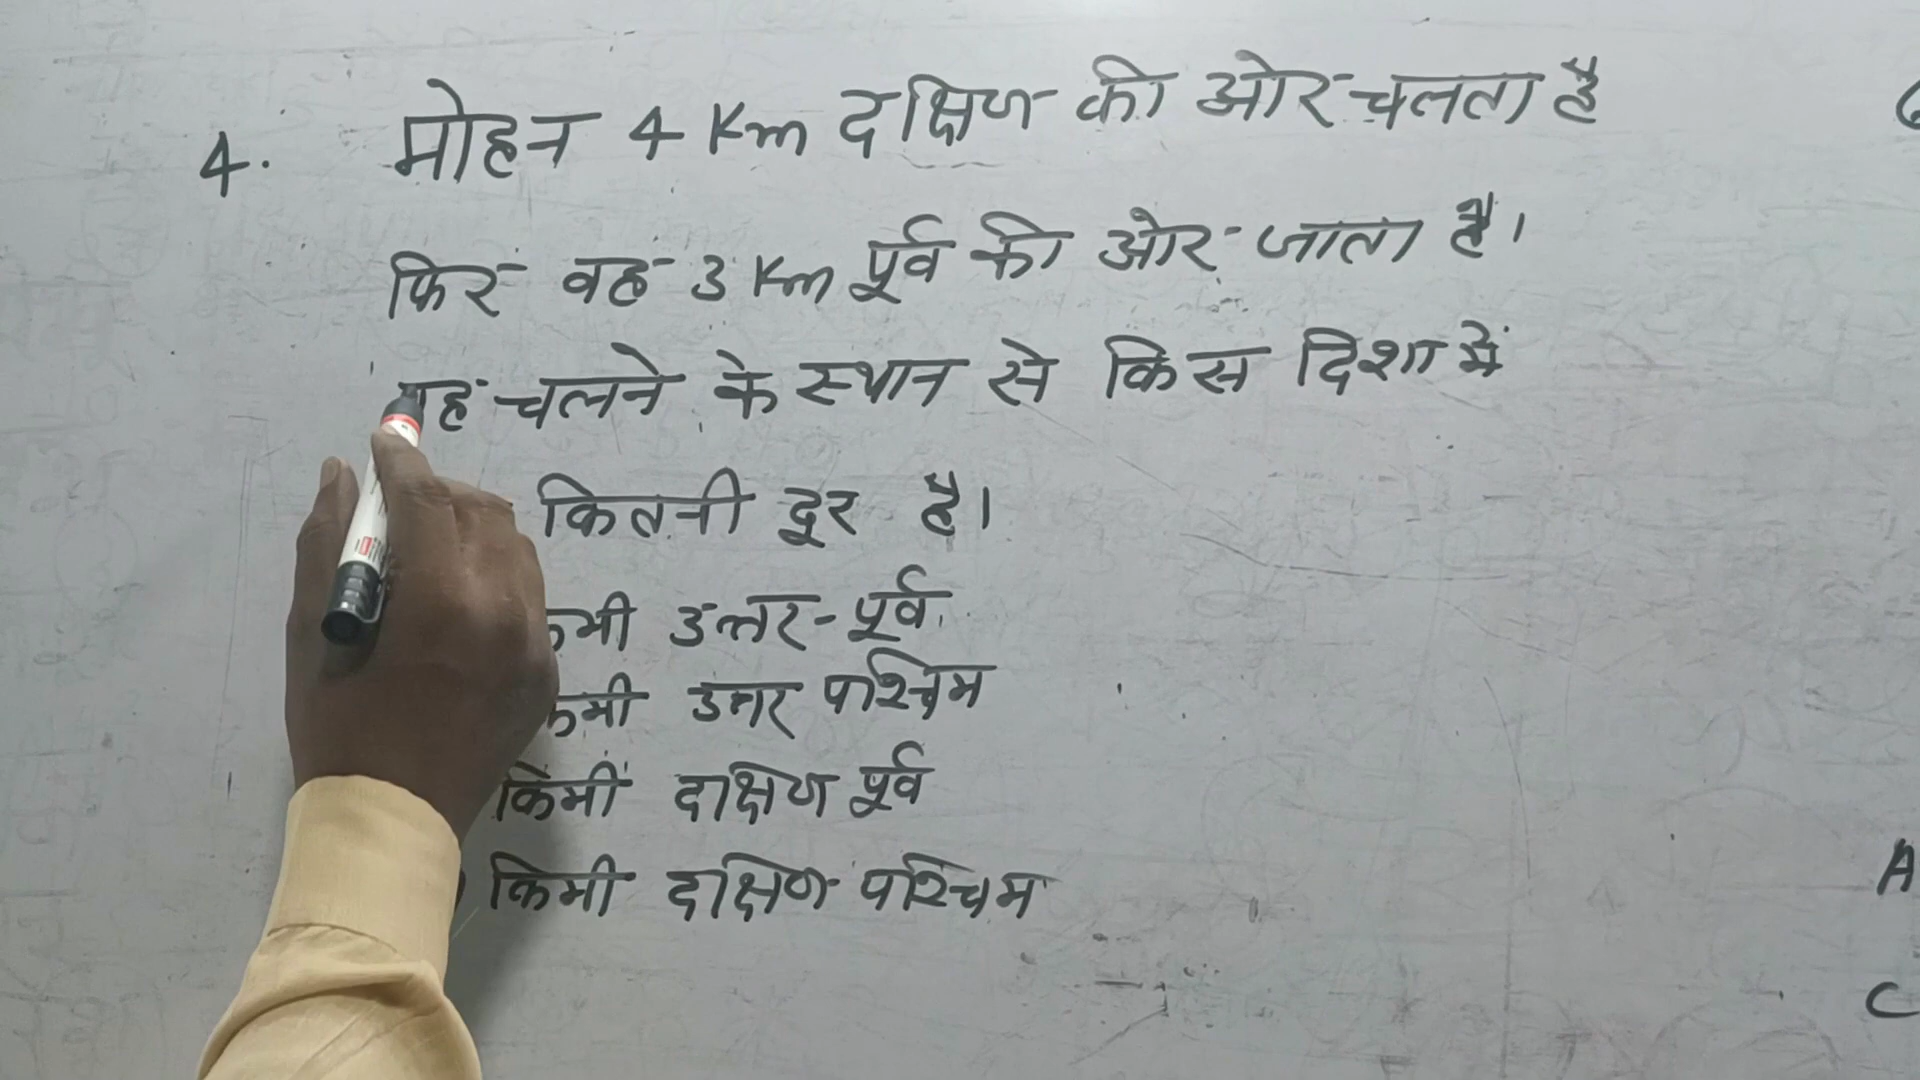 4. मोहन 4 Km दक्षिण की ओर चलता है
फिर वह 3 Km पूर्व की ओर जाता है।
यह चलने के स्थान से किस दिशा में
कितनी दूर है।
किमी उत्तर-पूर्व
किमी उत्तर पश्चिम
किमी दक्षिण पूर्व
किमी दक्षिण पश्चिम
A
C